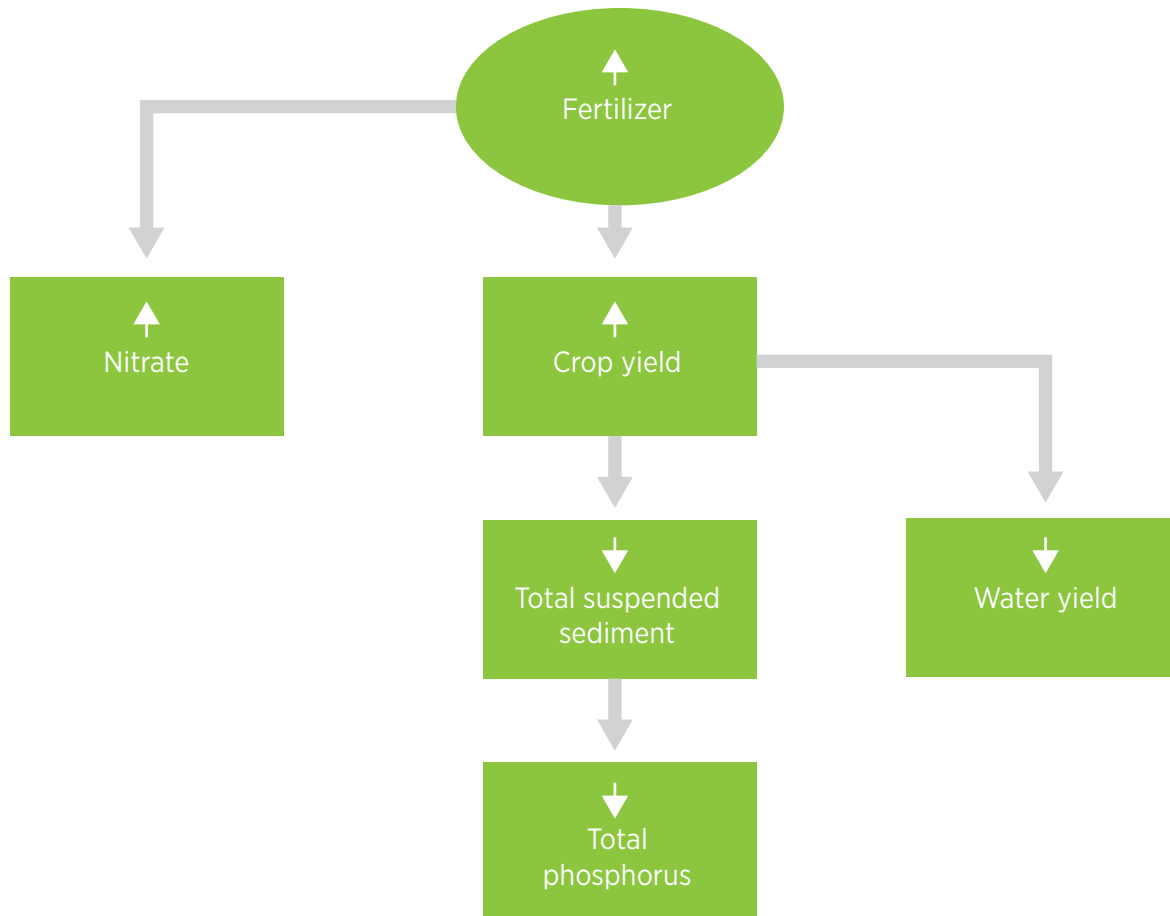 Fertilizer
Nitrate
Crop yield
Total suspended
sediment
Water yield
Total
phosphorus